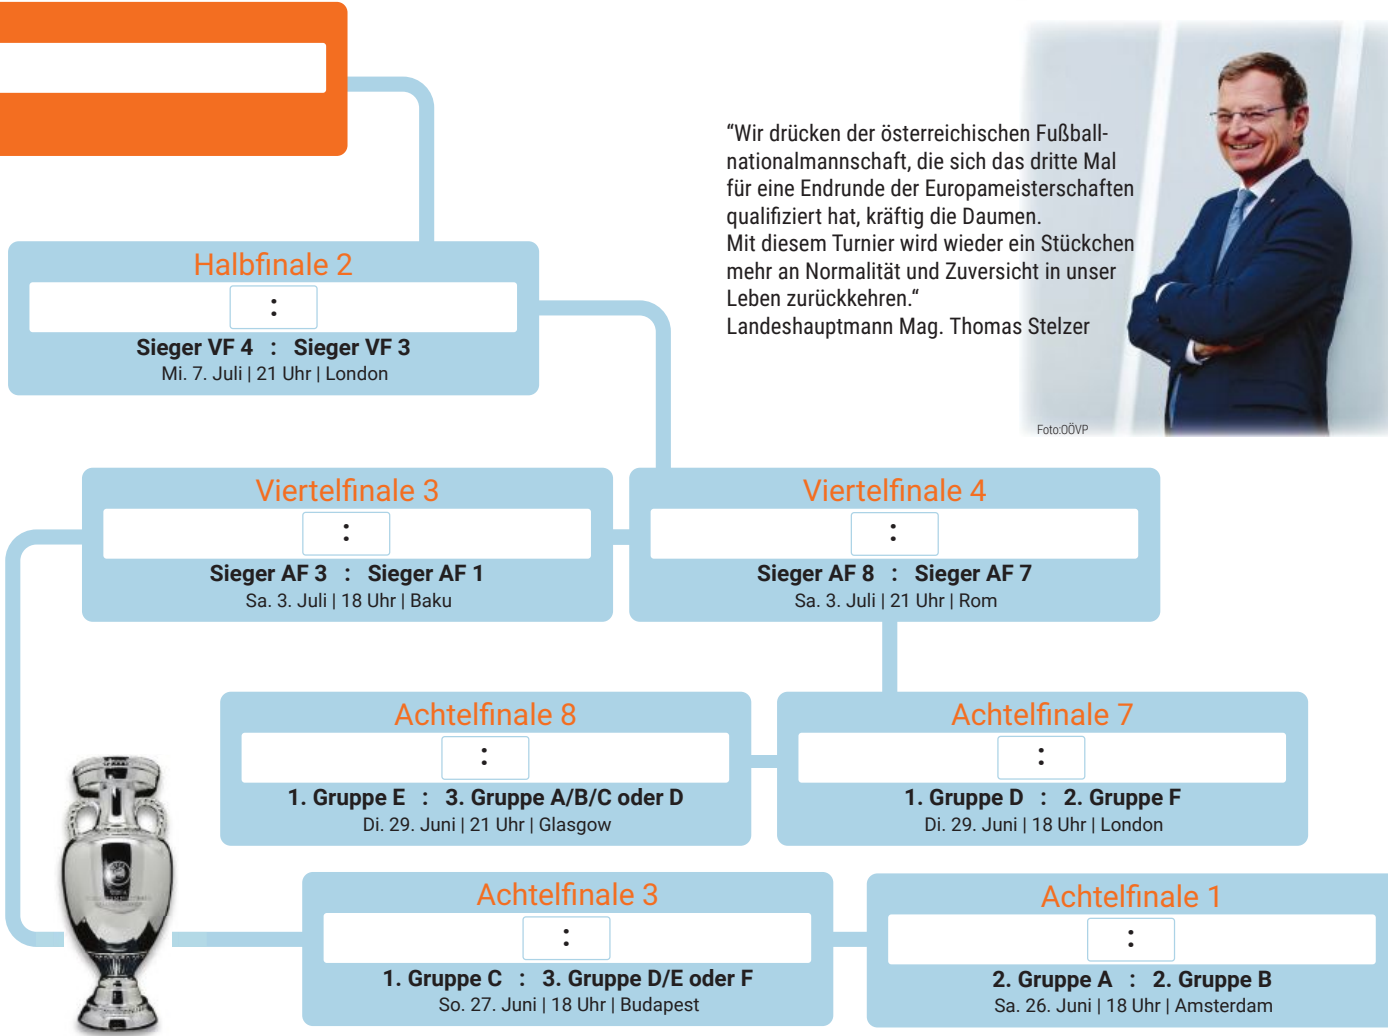 “Wir drücken der österreichischen Fußball-
nationalmannschaft, die sich das dritte Mal
für eine Endrunde der Europameisterschaften
qualifiziert hat, kräftig die Daumen.
Mit diesem Turnier wird wieder ein Stückchen
mehr an Normalität und Zuversicht in unser
Leben zurückkehren.“
Landeshauptmann Mag. Thomas Stelzer
Foto:OÖVP
Halbfinale 2
:
Sieger VF 4 : Sieger VF 3
Mi. 7. Juli | 21 Uhr | London
Viertelfinale 3
:
Sieger AF 3 : Sieger AF 1
Sa. 3. Juli | 18 Uhr | Baku
Viertelfinale 4
:
Sieger AF 8 : Sieger AF 7
Sa. 3. Juli | 21 Uhr | Rom
Achtelfinale 8
:
1. Gruppe E : 3. Gruppe A/B/C oder D
Di. 29. Juni | 21 Uhr | Glasgow
Achtelfinale 7
:
1. Gruppe D : 2. Gruppe F
Di. 29. Juni | 18 Uhr | London
Achtelfinale 3
:
1. Gruppe C : 3. Gruppe D/E oder F
So. 27. Juni | 18 Uhr | Budapest
Achtelfinale 1
:
2. Gruppe A : 2. Gruppe B
Sa. 26. Juni | 18 Uhr | Amsterdam